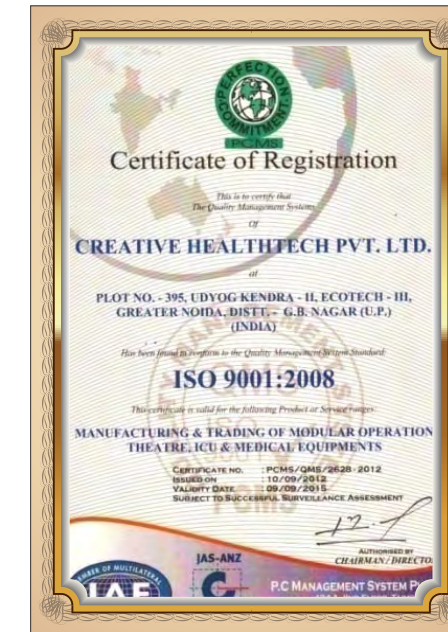 PERFECTION
COMMITMENT
PCMS
Certificate of Registration
This is to certify that
The Quality Management Systems
Of
CREATIVE HEALTHTECH PVT. LTD.
at
PLOT NO. - 395, UDYOG KENDRA - II, ECOTECH - III,
GREATER NOIDA, DISTT. - G.B. NAGAR (U.P.)
(INDIA)
Has been found to conform to the Quality Management System Standard:
ISO 9001:2008
This certificate is valid for the following Product or Service ranges:
MANUFACTURING & TRADING OF MODULAR OPERATION
THEATRE, ICU & MEDICAL EQUIPMENTS
CERTIFICATE NO. : PCMS/QMS/2628-2012
ISSUED ON : 10/09/2012
VALIDITY DATE : 09/09/2015
SUBJECT TO SUCCESSFUL SURVEILLANCE ASSESSMENT
AUTHORISED BY
CHAIRMAN / DIRECTO
JAS-ANZ
MULTILATERAL
IAF
P.C MANAGEMENT SYSTEM P